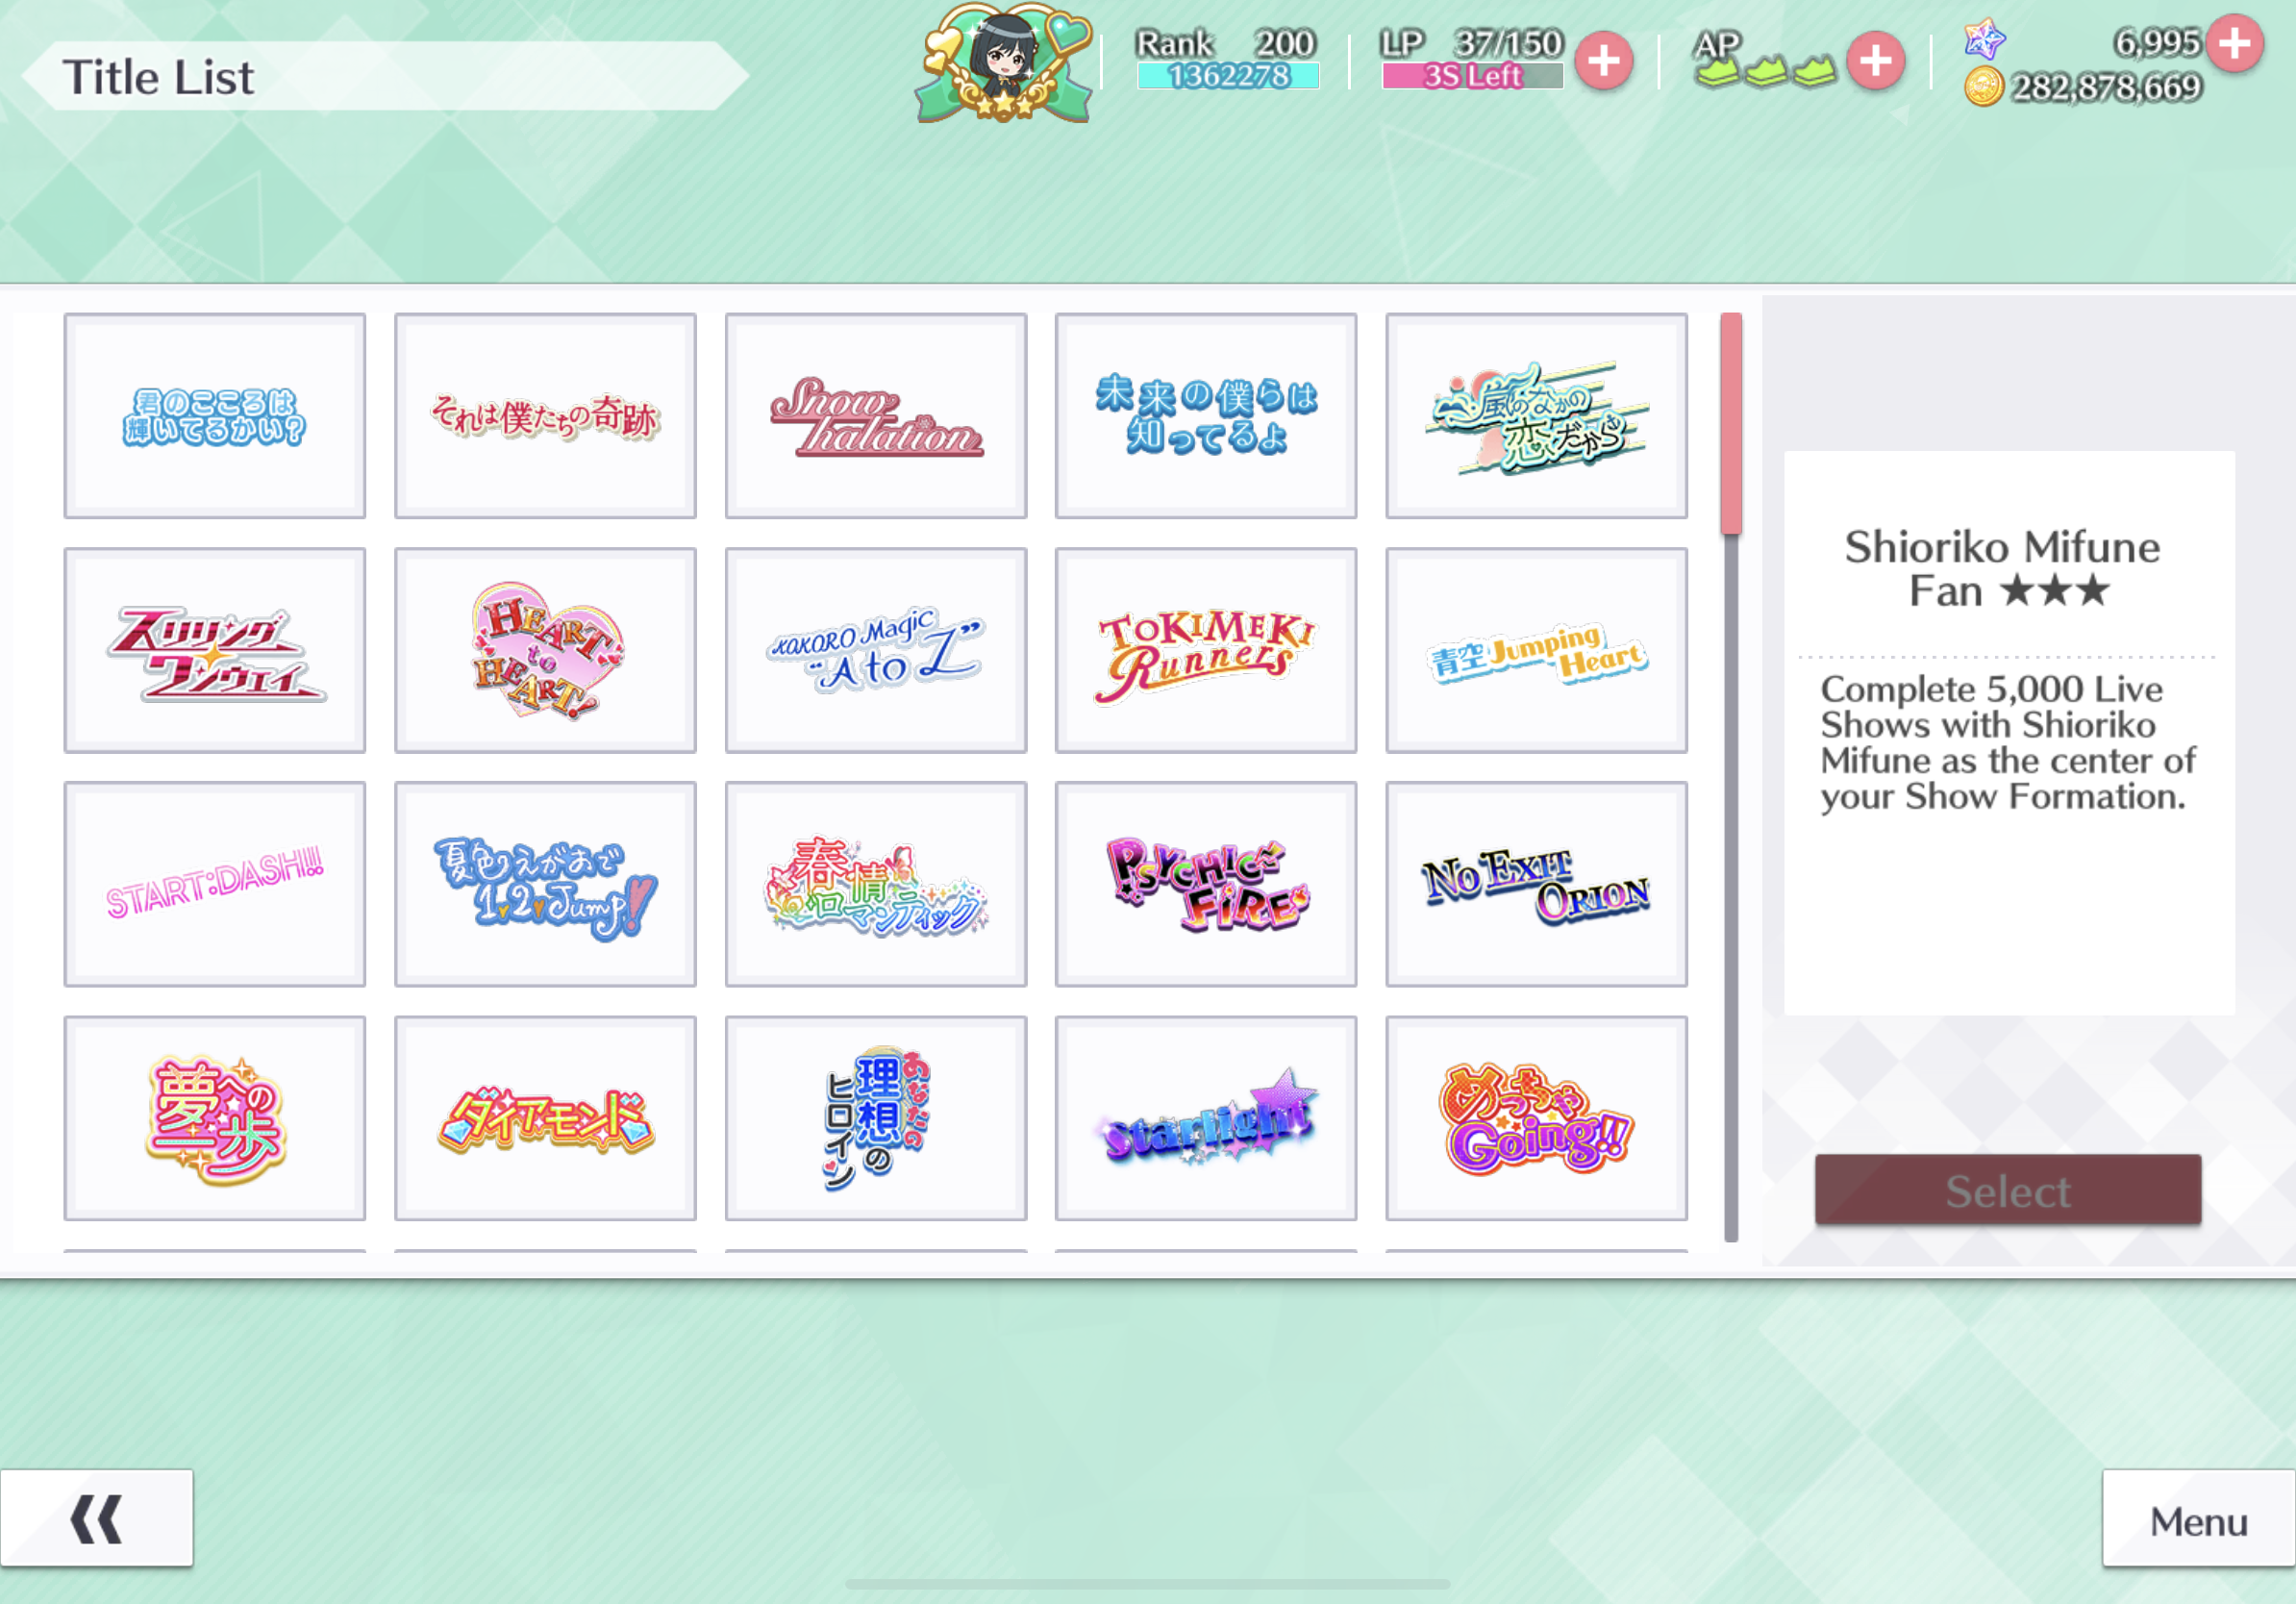 Title List
Rank 200
1362278
LP 37/150
3S Left
AP
6,995
282,878,669
君のこころは
輝いてるかい?
それは僕たちの奇跡
Snow
halation
未来の僕らは
知ってるよ
嵐のなかの
恋だから
スリリング
ワンウェイ
HEART
to
HEART!
KOKORO Magic
"A to Z"
TOKIMEKI
Runners
青空Jumping
Heart
START:DASH!!
夏色えがおで
1,2,Jump!
春情
ロマンティック
PSYCHIC
FIRE
NO EXIT
ORION
夢への
一歩
ダイアモンド
あなたの
理想の
ヒロイン
Starlight
めっちゃ
Going!!
Shioriko Mifune
Fan ★★★
Complete 5,000 Live
Shows with Shioriko
Mifune as the center of
your Show Formation.
Select
Menu